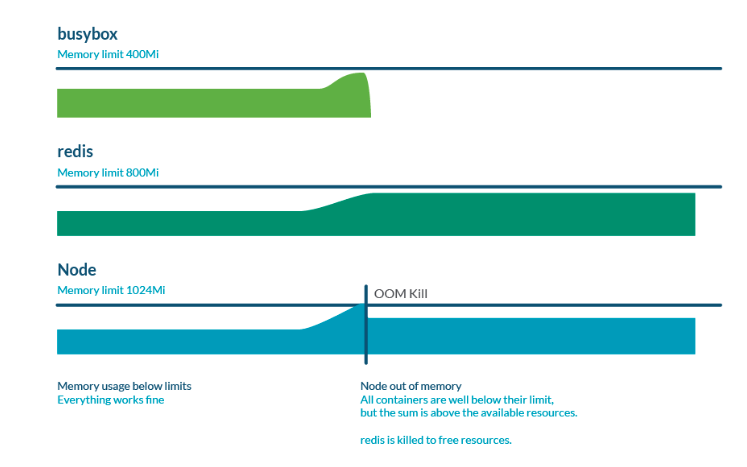 busybox
Memory limit 400Mi
redis
Memory limit 800Mi
Node
Memory limit 1024Mi
OOM Kill
Memory usage below limits
Everything works fine
Node out of memory
All containers are well below their limit,
but the sum is above the available resources.
redis is killed to free resources.